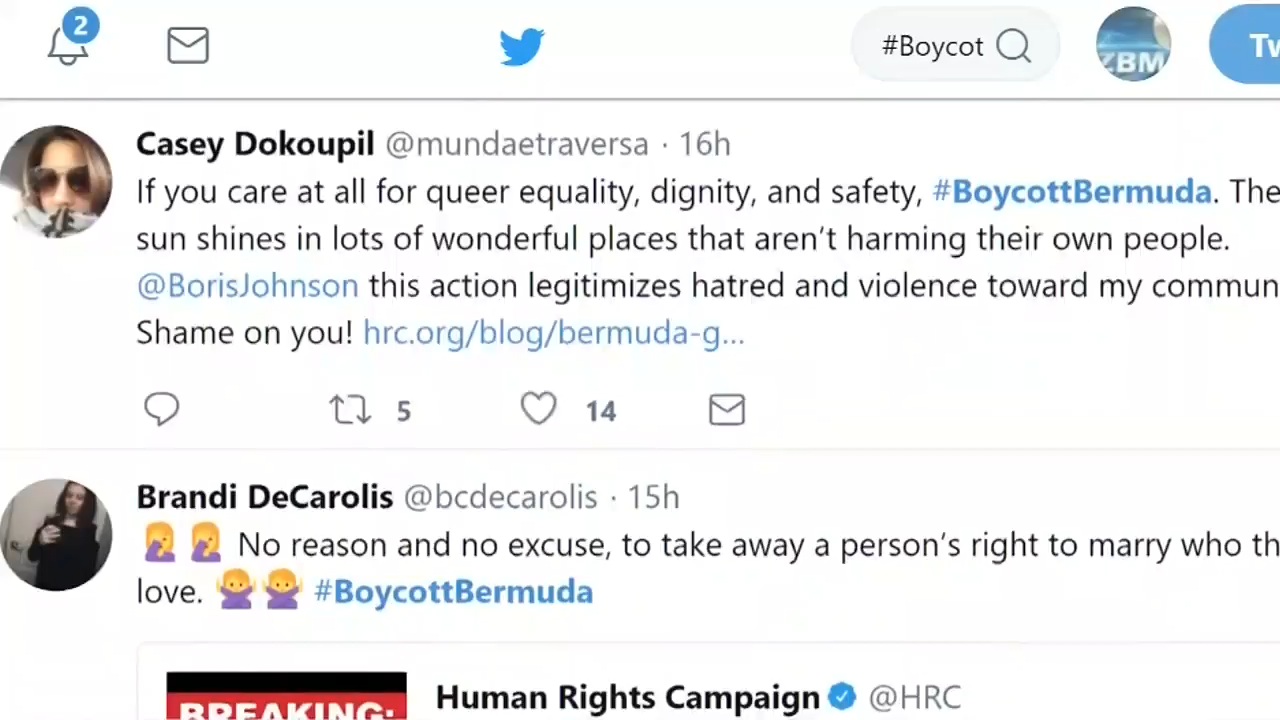 2
#Boycot
ZBM
Tw
Casey Dokoupil @mundaetraversa · 16h
If you care at all for queer equality, dignity, and safety, #BoycottBermuda. The
sun shines in lots of wonderful places that aren't harming their own people.
@BorisJohnson this action legitimizes hatred and violence toward my commun
Shame on you! hrc.org/blog/bermuda-g...
5
14
Brandi DeCarolis @bcdecarolis · 15h
No reason and no excuse, to take away a person's right to marry who th
love. #BoycottBermuda
BREAKING:
Human Rights Campaign @HRC